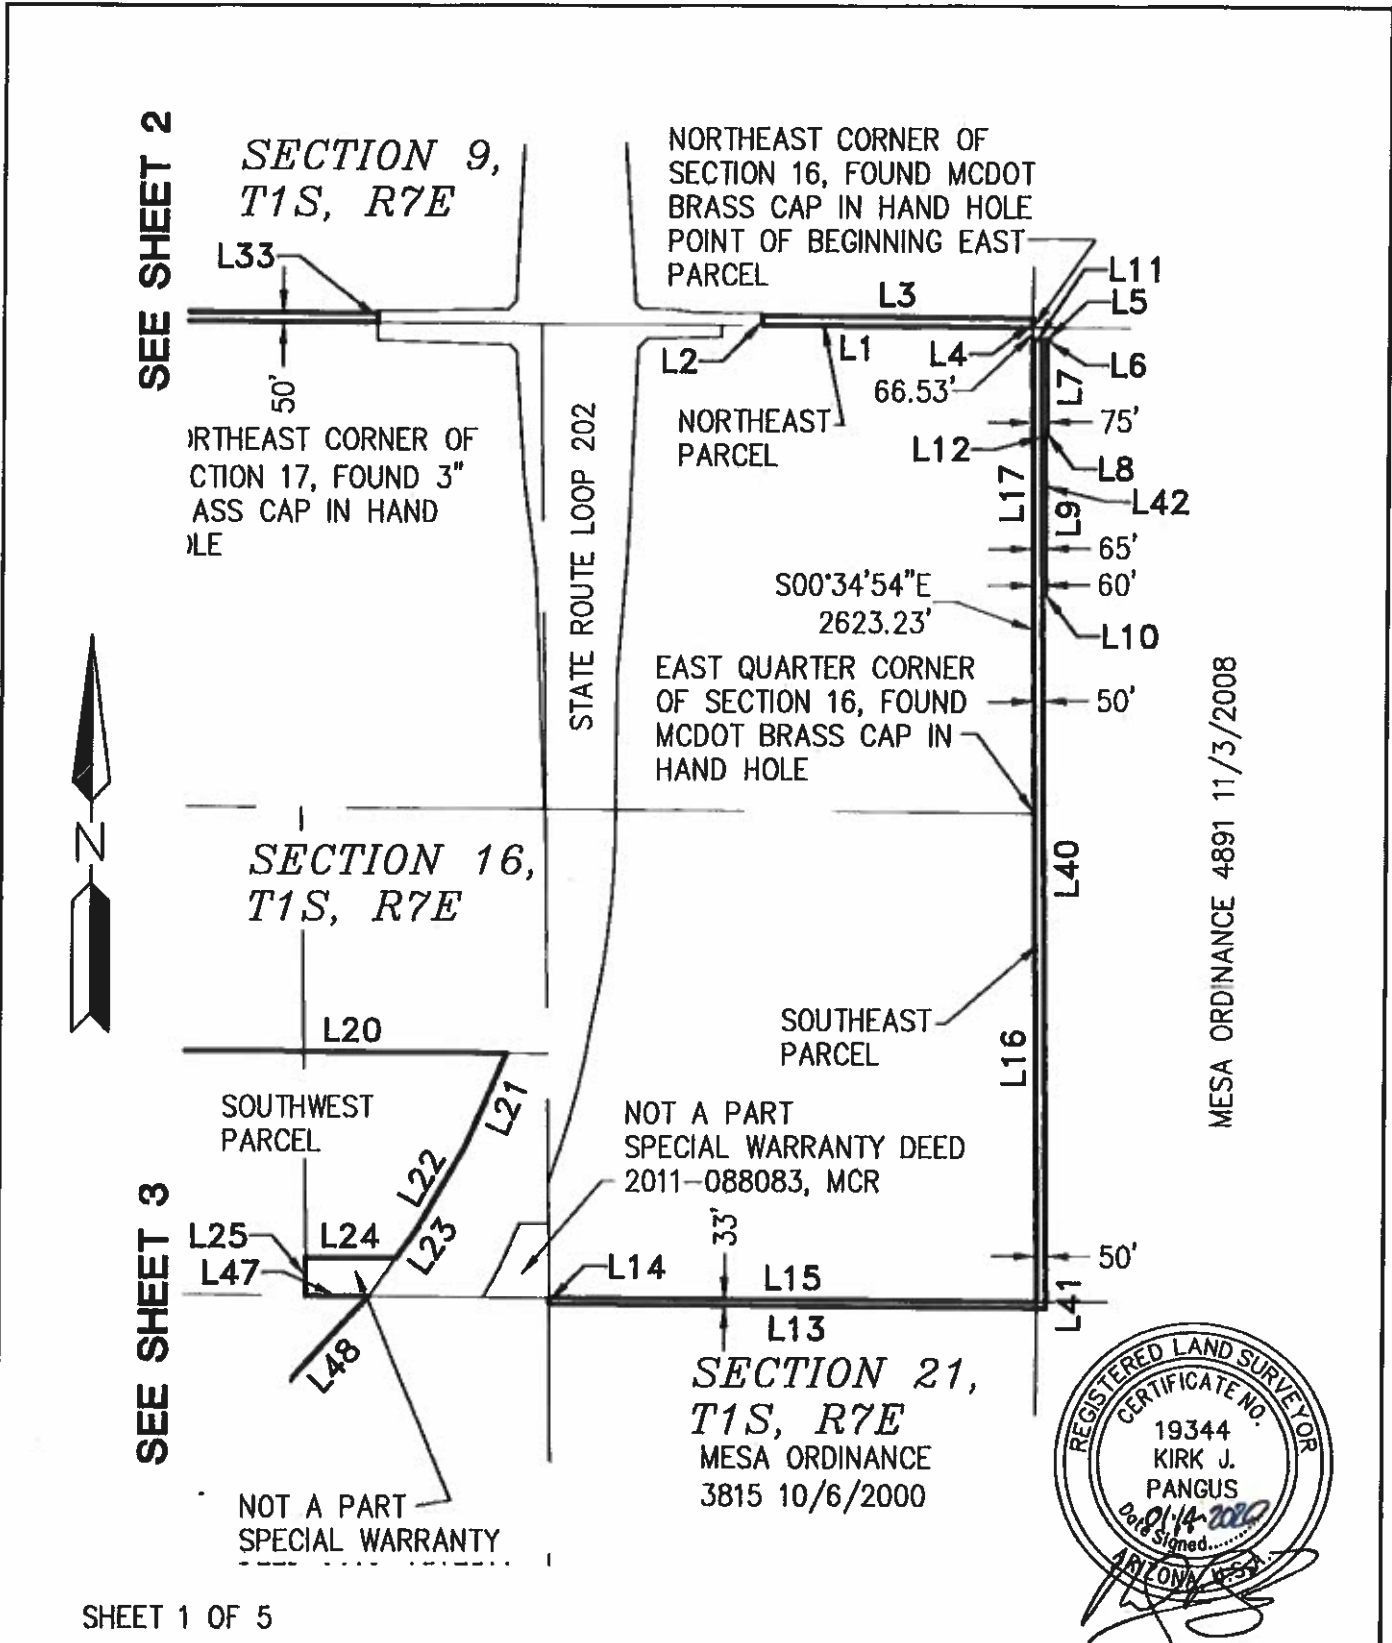 SEE SHEET 2
SECTION 9,
T1S, R7E
L33
50'
NORTHEAST CORNER OF
SECTION 16, FOUND MCDOT
BRASS CAP IN HAND HOLE
POINT OF BEGINNING EAST
PARCEL
L3
L11
L5
L2
L1
L4
L6
66.53'
L7
NORTHEAST
PARCEL
75'
L12
L8
L17
L42
L9
65'
60'
RTHEAST CORNER OF
CTION 17, FOUND 3"
ASS CAP IN HAND
LE
STATE ROUTE LOOP 202
S00°34'54"E
2623.23'
L10
EAST QUARTER CORNER
OF SECTION 16, FOUND
MCDOT BRASS CAP IN
HAND HOLE
50'
MESA ORDINANCE 4891 11/3/2008
N
SECTION 16,
T1S, R7E
L40
SOUTHEAST
PARCEL
L16
L20
SOUTHWEST
PARCEL
L21
L22
NOT A PART
SPECIAL WARRANTY DEED
2011-088083, MCR
SEE SHEET 3
L25
L24
L23
L47
L14
33'
L15
50'
L41
L13
L48
SECTION 21,
T1S, R7E
MESA ORDINANCE
3815 10/6/2000
NOT A PART
SPECIAL WARRANTY
REGISTERED LAND SURVEYOR
CERTIFICATE NO.
19344
KIRK J.
PANGUS
01-14-2020
Date Signed
ARIZONA, U.S.A.
SHEET 1 OF 5